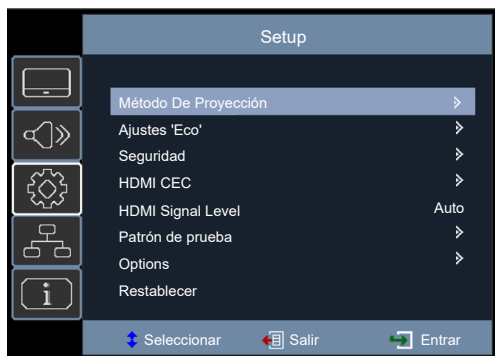 Setup
Método De Proyección
Ajustes 'Eco'
Seguridad
HDMI CEC
HDMI Signal Level Auto
Patrón de prueba
Options
Restablecer
i
Seleccionar Salir Entrar